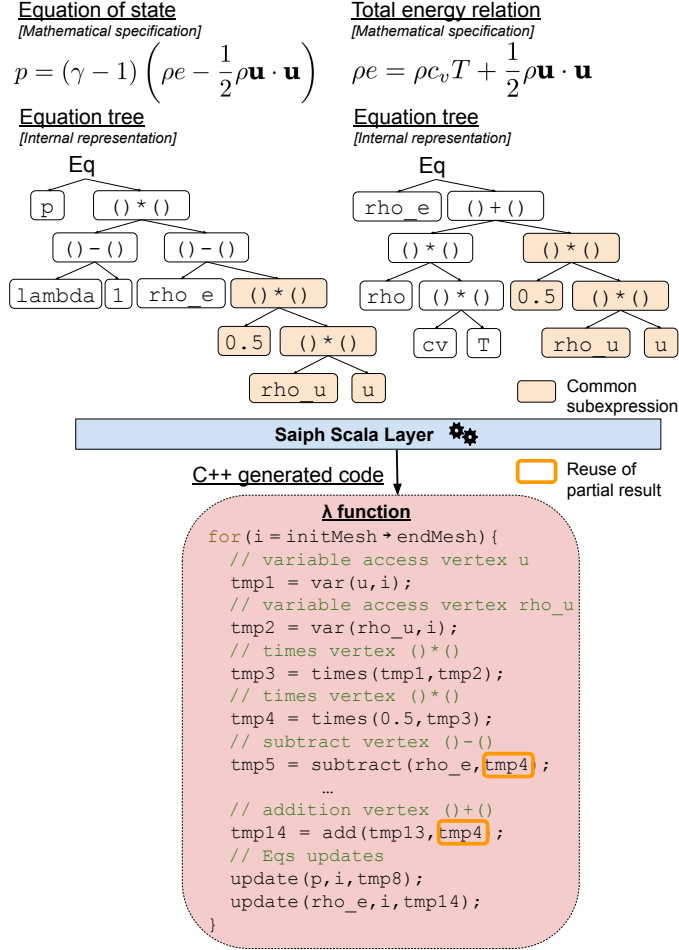 Equation of state
[Mathematical specification]
p = (γ − 1) (ρe − 1/2 ρ𝐮 · 𝐮)
Total energy relation
[Mathematical specification]
ρe = ρc_v T + 1/2 ρ𝐮 · 𝐮
Equation tree
[Internal representation]
Eq
p ()*()
()-() ()-()
lambda 1 rho_e ()*()
0.5 ()*()
rho_u u
Equation tree
[Internal representation]
Eq
rho_e ()+()
()*() ()*()
rho ()*() 0.5 ()*()
cv T rho_u u
Common
subexpression
Saiph Scala Layer
C++ generated code
Reuse of
partial result
λ function
for(i = initMesh → endMesh){
// variable access vertex u
tmp1 = var(u,i);
// variable access vertex rho_u
tmp2 = var(rho_u,i);
// times vertex ()*()
tmp3 = times(tmp1,tmp2);
// times vertex ()*()
tmp4 = times(0.5,tmp3);
// subtract vertex ()-()
tmp5 = subtract(rho_e,tmp4);
…
// addition vertex ()+()
tmp14 = add(tmp13,tmp4);
// Eqs updates
update(p,i,tmp8);
update(rho_e,i,tmp14);
}